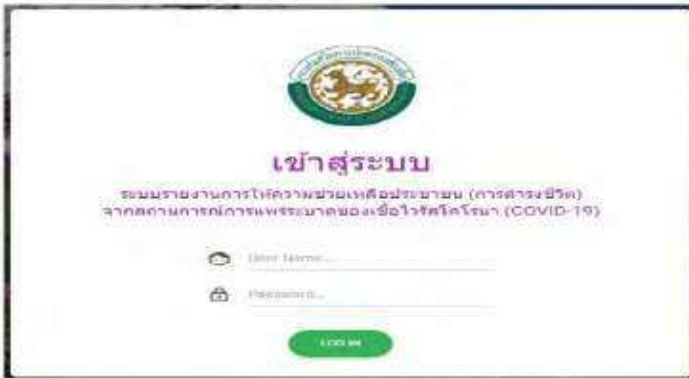 เข้าสู่ระบบ
ระบบรายงานการให้ความช่วยเหลือประชาชน (การดำรงชีวิต)
จากสถานการณ์การแพร่ระบาดของเชื้อไวรัสโคโรนา (COVID-19)
User Name...
Password...
LOG IN